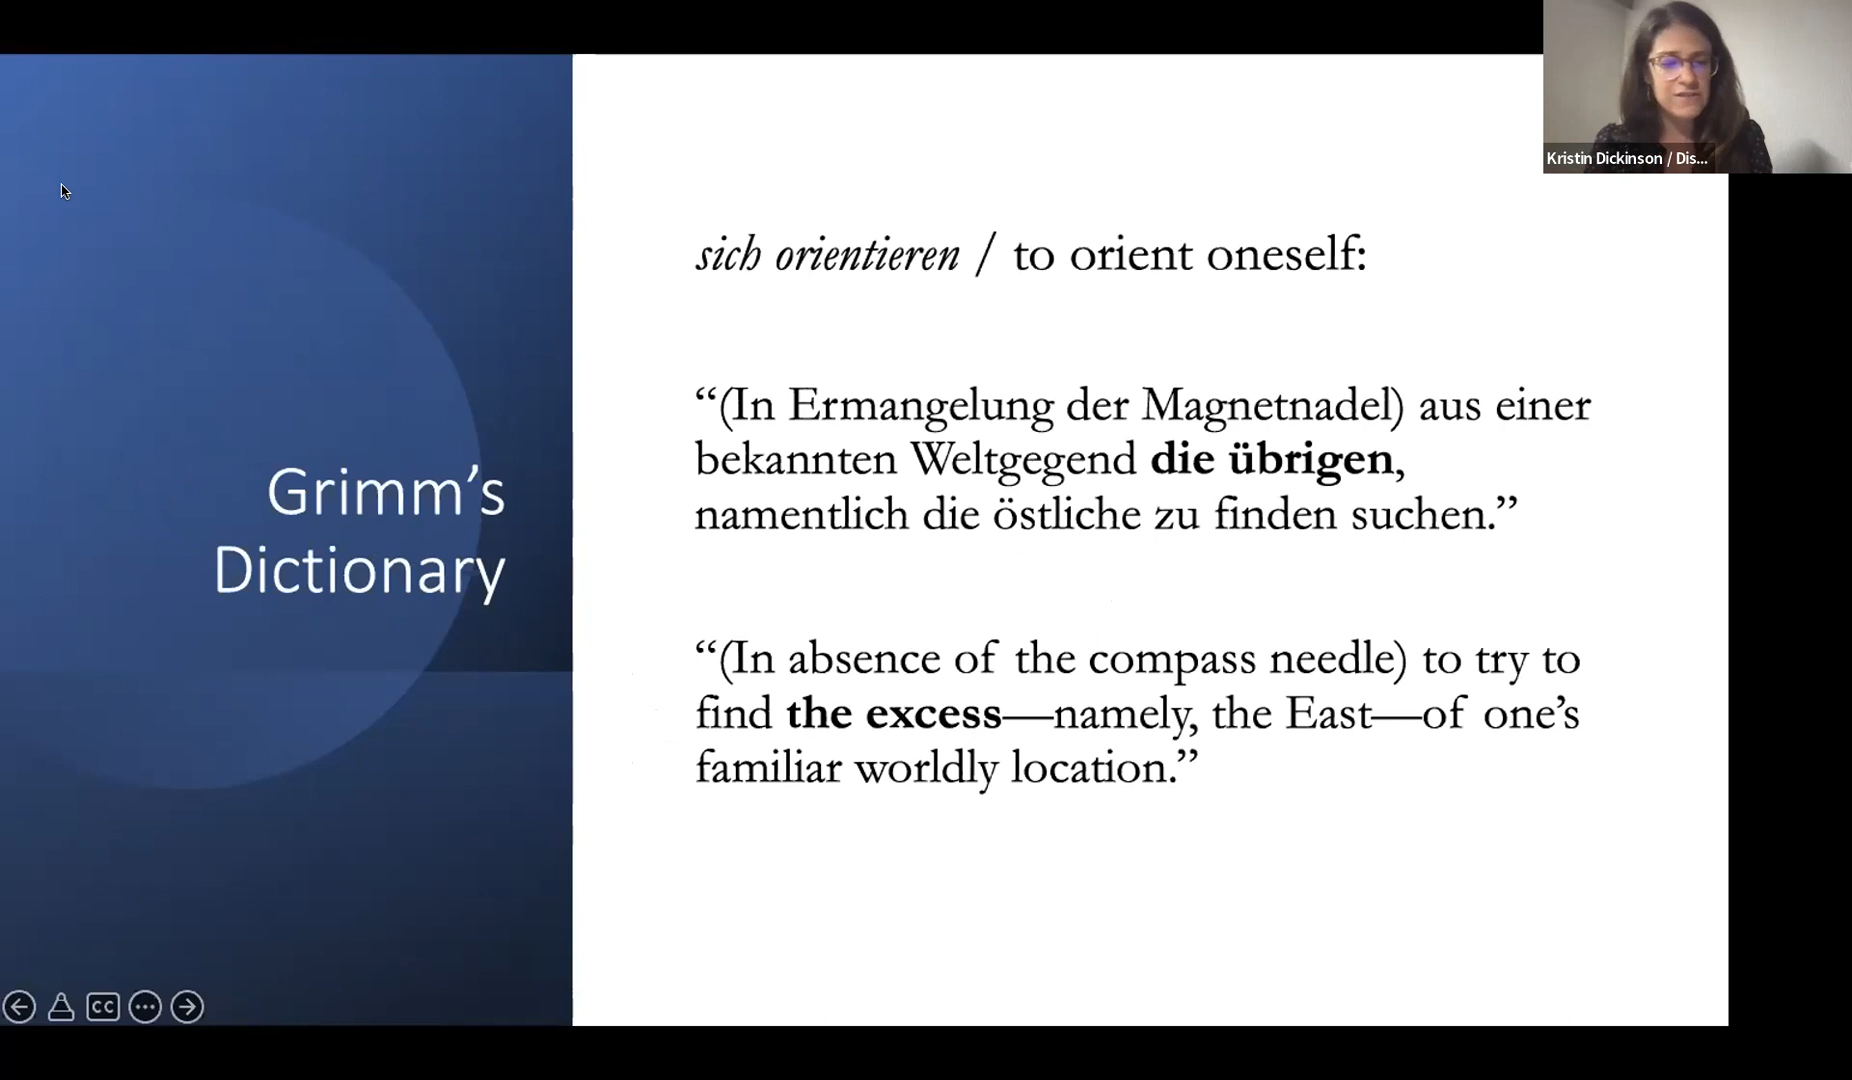 Kristin Dickinson / Dis...
Grimm’s
Dictionary
sich orientieren / to orient oneself:
“(In Ermangelung der Magnetnadel) aus einer
bekannten Weltgegend die übrigen,
namentlich die östliche zu finden suchen.”
“(In absence of the compass needle) to try to
find the excess—namely, the East—of one’s
familiar worldly location.”
CC